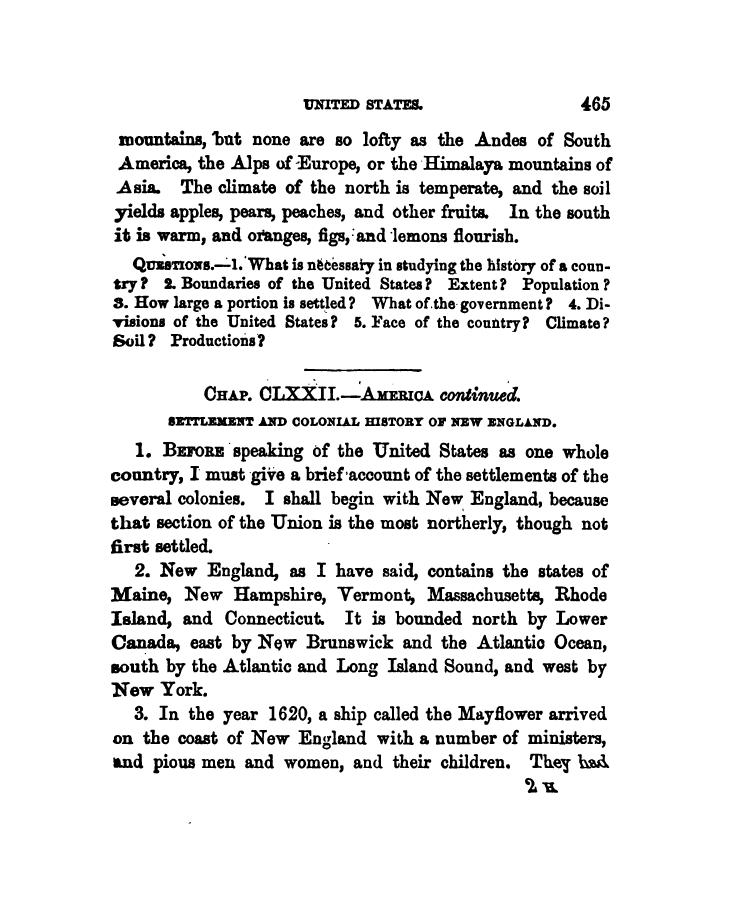 UNITED STATES. 465
mountains, but none are so lofty as the Andes of South
America, the Alps of Europe, or the Himalaya mountains of
Asia. The climate of the north is temperate, and the soil
yields apples, pears, peaches, and other fruits. In the south
it is warm, and oranges, figs, and lemons flourish.
QUESTIONS.—1. What is necessary in studying the history of a coun-
try? 2. Boundaries of the United States? Extent? Population?
3. How large a portion is settled? What of the government? 4. Di-
visions of the United States? 5. Face of the country? Climate?
Soil? Productions?
CHAP. CLXXII.—AMERICA continued.
SETTLEMENT AND COLONIAL HISTORY OF NEW ENGLAND.
1. BEFORE speaking of the United States as one whole
country, I must give a brief account of the settlements of the
several colonies. I shall begin with New England, because
that section of the Union is the most northerly, though not
first settled.
2. New England, as I have said, contains the states of
Maine, New Hampshire, Vermont, Massachusetts, Rhode
Island, and Connecticut. It is bounded north by Lower
Canada, east by New Brunswick and the Atlantic Ocean,
south by the Atlantic and Long Island Sound, and west by
New York.
3. In the year 1620, a ship called the Mayflower arrived
on the coast of New England with a number of ministers,
and pious men and women, and their children. They had
2 H